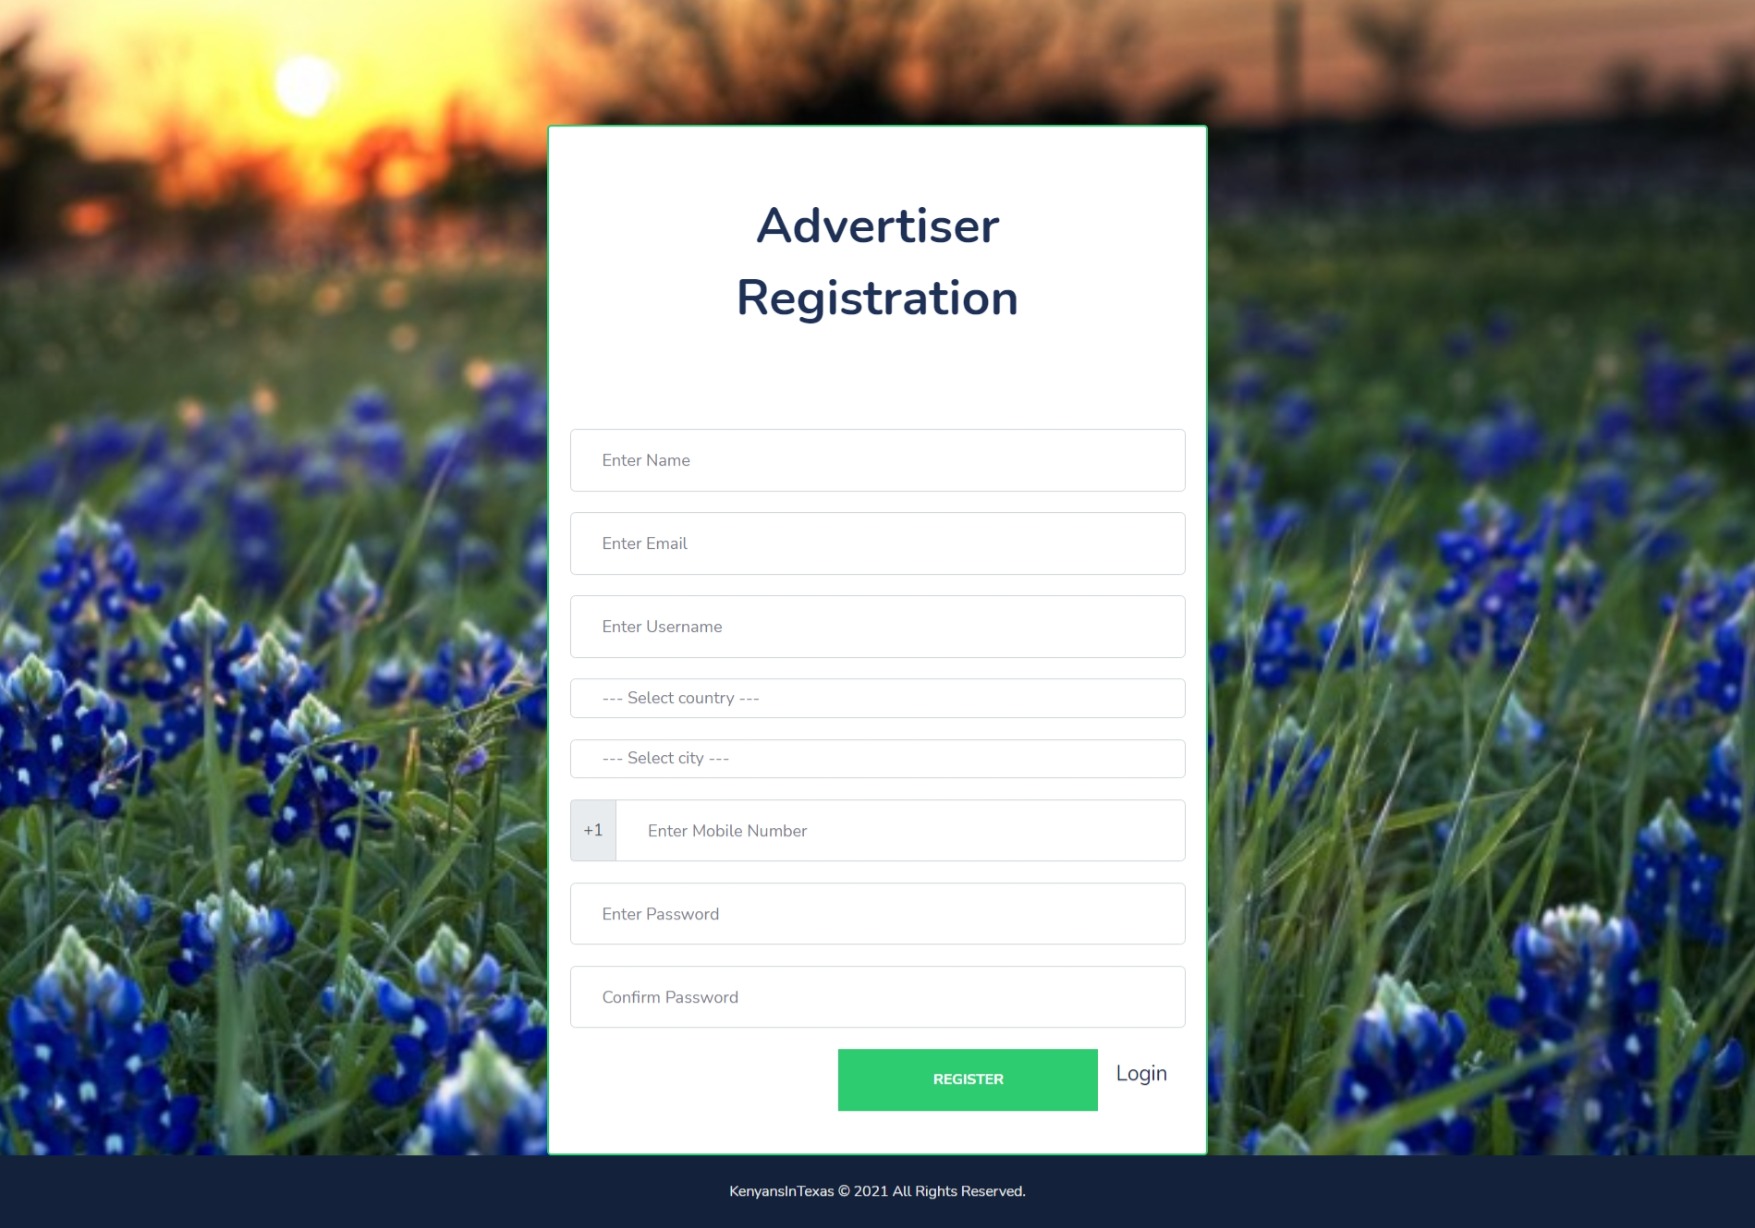 Advertiser
Registration
Enter Name
Enter Email
Enter Username
--- Select country ---
--- Select city ---
+1 Enter Mobile Number
Enter Password
Confirm Password
REGISTER Login
KenyansInTexas © 2021 All Rights Reserved.